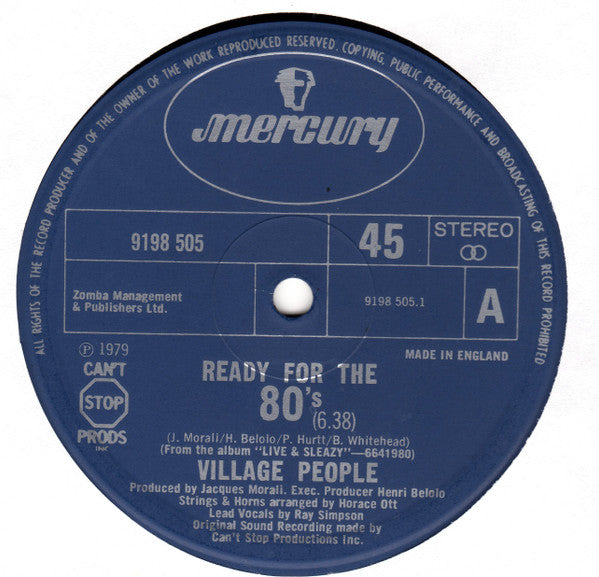 ALL RIGHTS OF THE RECORD PRODUCER AND OF THE OWNER OF THE WORK REPRODUCED RESERVED. COPYING, PUBLIC PERFORMANCE AND BROADCASTING OF THIS RECORD PROHIBITED
mercury
9198 505
45
STEREO
Zomba Management
& Publishers Ltd.
9198 505.1
A
℗ 1979
MADE IN ENGLAND
CAN'T
STOP
PRODS
INC
READY FOR THE
80's
(6.38)
(J. Morali/H. Belolo/P. Hurtt/B. Whitehead)
(From the album "LIVE & SLEAZY"—6641980)
VILLAGE PEOPLE
Produced by Jacques Morali. Exec. Producer Henri Belolo
Strings & Horns arranged by Horace Ott
Lead Vocals by Ray Simpson
Original Sound Recording made by
Can't Stop Productions Inc.